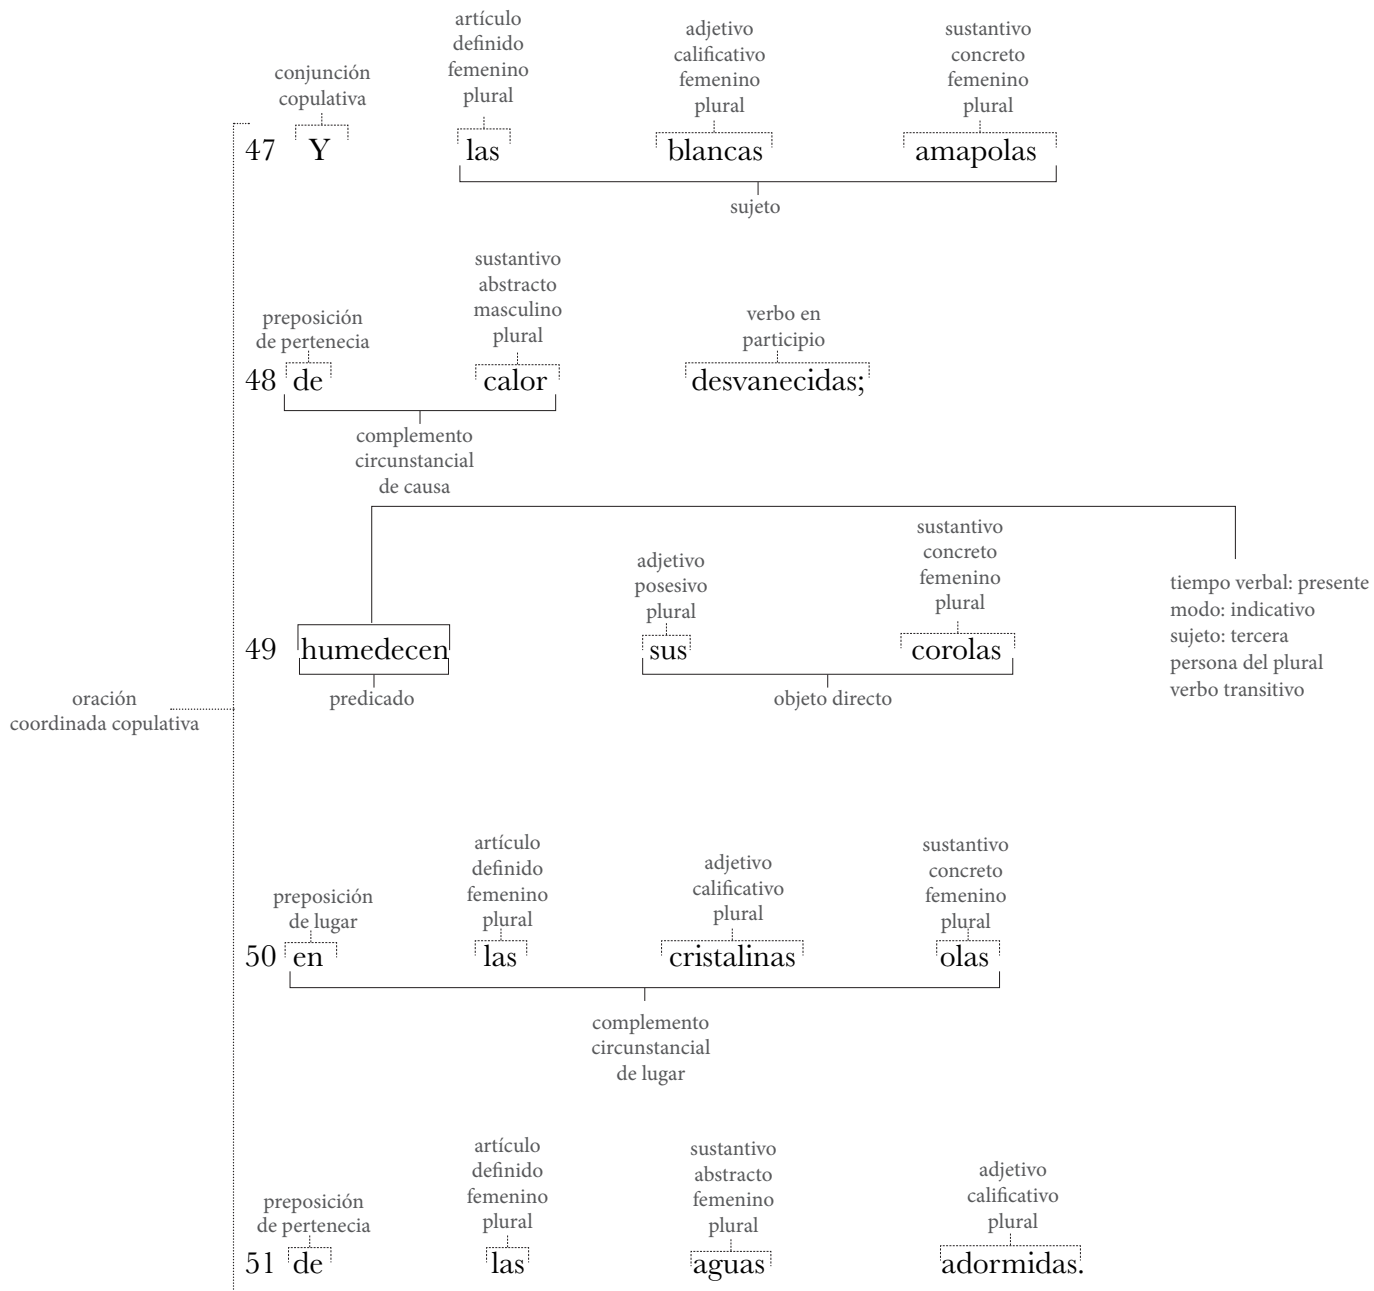 artículo
definido
femenino
plural
adjetivo
calificativo
femenino
plural
sustantivo
concreto
femenino
plural
conjunción
copulativa
47 Y las blancas amapolas
sujeto
sustantivo
abstracto
masculino
plural
preposición
de pertenecia
verbo en
participio
48 de calor desvanecidas;
complemento
circunstancial
de causa
adjetivo
posesivo
plural
sustantivo
concreto
femenino
plural
tiempo verbal: presente
modo: indicativo
sujeto: tercera
persona del plural
verbo transitivo
49 humedecen sus corolas
predicado
objeto directo
oración
coordinada copulativa
preposición
de lugar
artículo
definido
femenino
plural
adjetivo
calificativo
plural
sustantivo
concreto
femenino
plural
50 en las cristalinas olas
complemento
circunstancial
de lugar
preposición
de pertenecia
artículo
definido
femenino
plural
sustantivo
abstracto
femenino
plural
adjetivo
calificativo
plural
51 de las aguas adormidas.